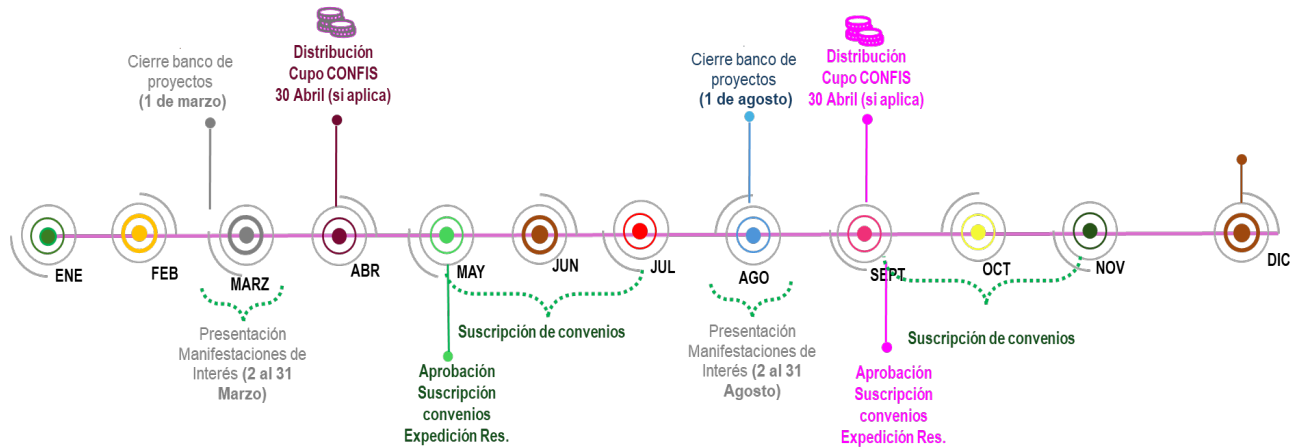 Cierre banco de
proyectos
(1 de marzo)
Distribución
Cupo CONFIS
30 Abril (si aplica)
Cierre banco de
proyectos
(1 de agosto)
Distribución
Cupo CONFIS
30 Abril (si aplica)
ENE
FEB
MARZ
ABR
MAY
JUN
JUL
AGO
SEPT
OCT
NOV
DIC
Presentación
Manifestaciones de
Interés (2 al 31
Marzo)
Suscripción de convenios
Aprobación
Suscripción
convenios
Expedición Res.
Presentación
Manifestaciones de
Interés (2 al 31
Agosto)
Suscripción de convenios
Aprobación
Suscripción
convenios
Expedición Res.